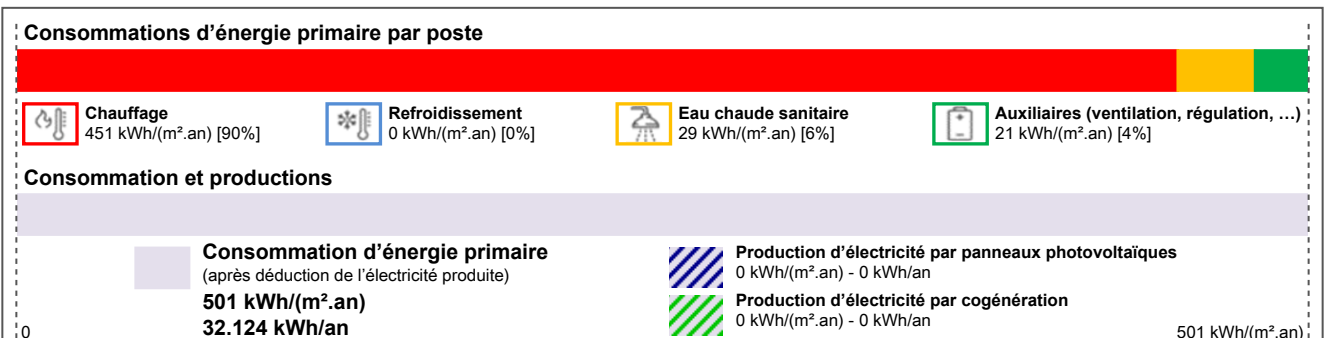 Consommations d’énergie primaire par poste
Chauffage
451 kWh/(m².an) [90%]
Refroidissement
0 kWh/(m².an) [0%]
Eau chaude sanitaire
29 kWh/(m².an) [6%]
Auxiliaires (ventilation, régulation, …)
21 kWh/(m².an) [4%]
Consommation et productions
Consommation d’énergie primaire
(après déduction de l’électricité produite)
501 kWh/(m².an)
32.124 kWh/an
Production d’électricité par panneaux photovoltaïques
0 kWh/(m².an) - 0 kWh/an
Production d’électricité par cogénération
0 kWh/(m².an) - 0 kWh/an
0
501 kWh/(m².an)